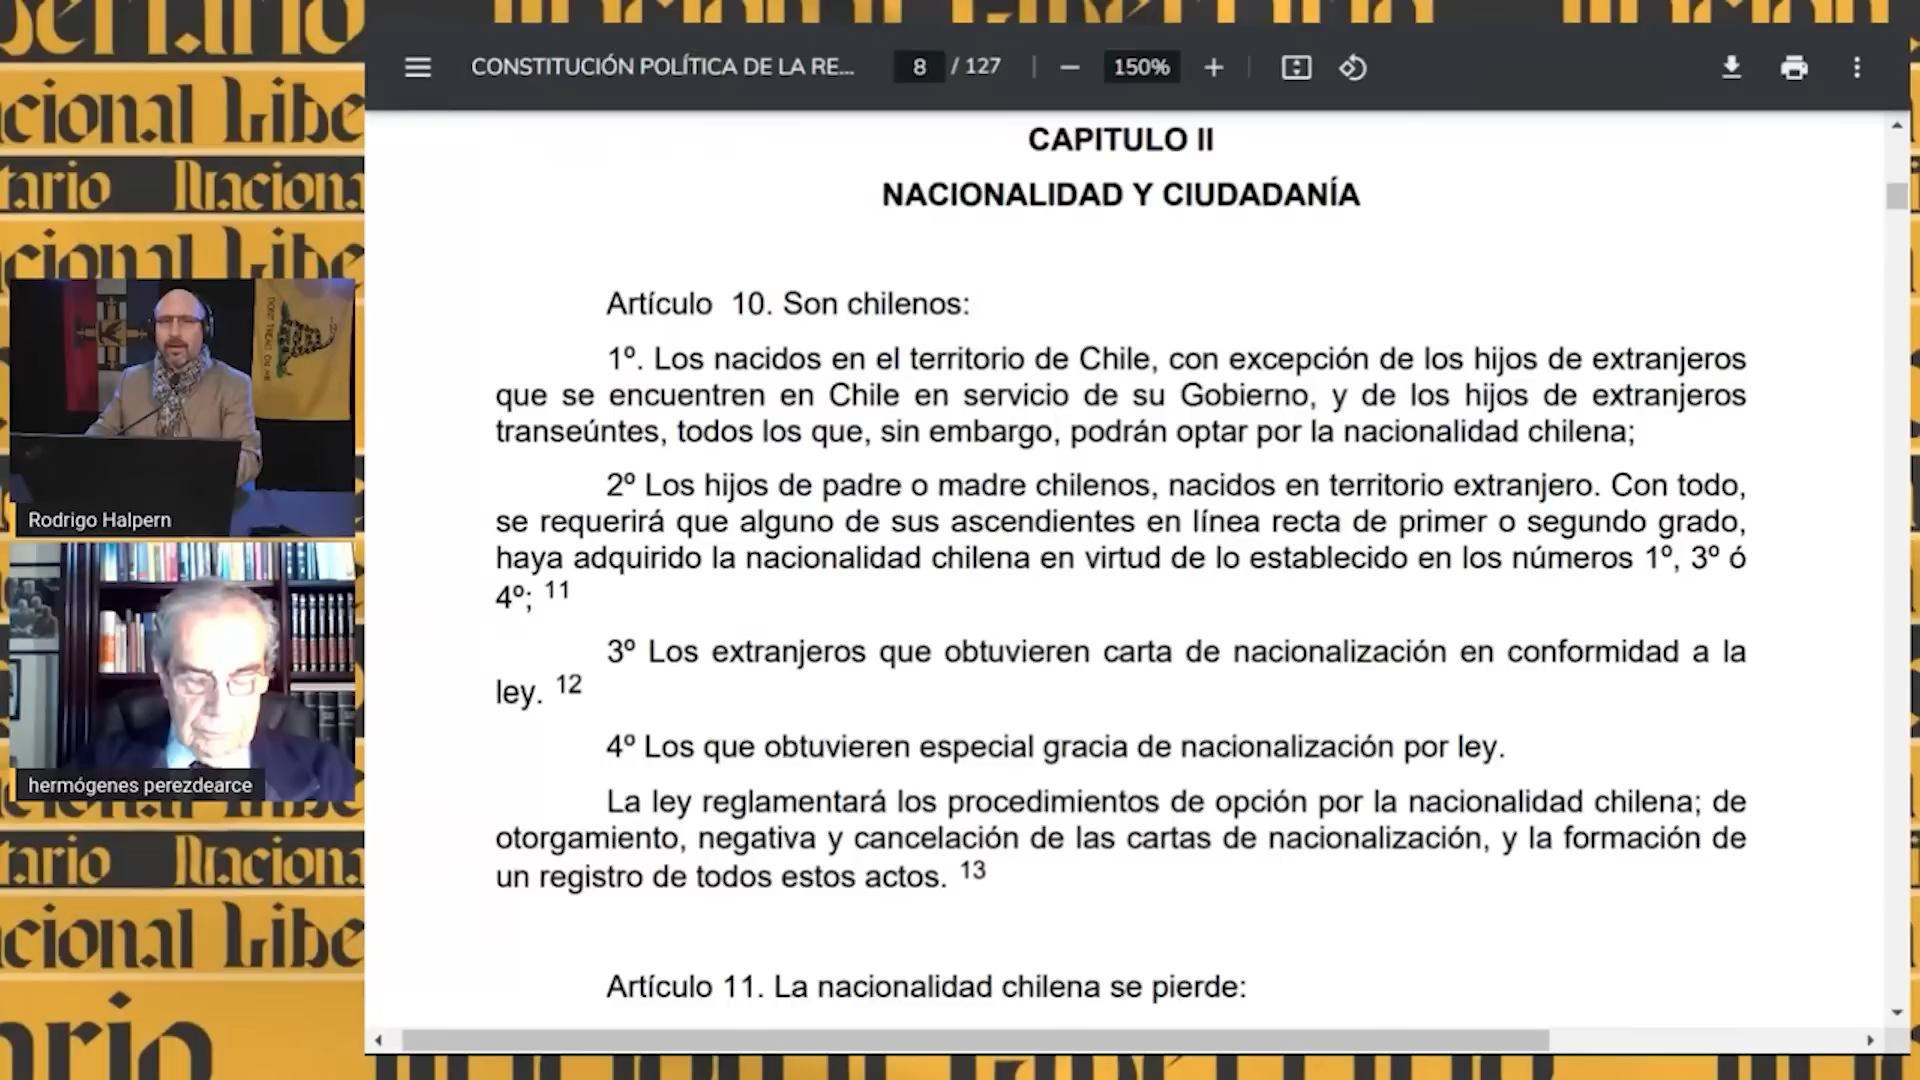 CONSTITUCIÓN POLÍTICA DE LA RE... 8 / 127 150%
CAPITULO II
NACIONALIDAD Y CIUDADANÍA
Artículo 10. Son chilenos:
1º. Los nacidos en el territorio de Chile, con excepción de los hijos de extranjeros
que se encuentren en Chile en servicio de su Gobierno, y de los hijos de extranjeros
transeúntes, todos los que, sin embargo, podrán optar por la nacionalidad chilena;
2º Los hijos de padre o madre chilenos, nacidos en territorio extranjero. Con todo,
se requerirá que alguno de sus ascendientes en línea recta de primer o segundo grado,
haya adquirido la nacionalidad chilena en virtud de lo establecido en los números 1º, 3º ó
4º; 11
3º Los extranjeros que obtuvieren carta de nacionalización en conformidad a la
ley. 12
4º Los que obtuvieren especial gracia de nacionalización por ley.
La ley reglamentará los procedimientos de opción por la nacionalidad chilena; de
otorgamiento, negativa y cancelación de las cartas de nacionalización, y la formación de
un registro de todos estos actos. 13
Artículo 11. La nacionalidad chilena se pierde:
DONT TREAD ON ME
Rodrigo Halpern
hermógenes perezdearce